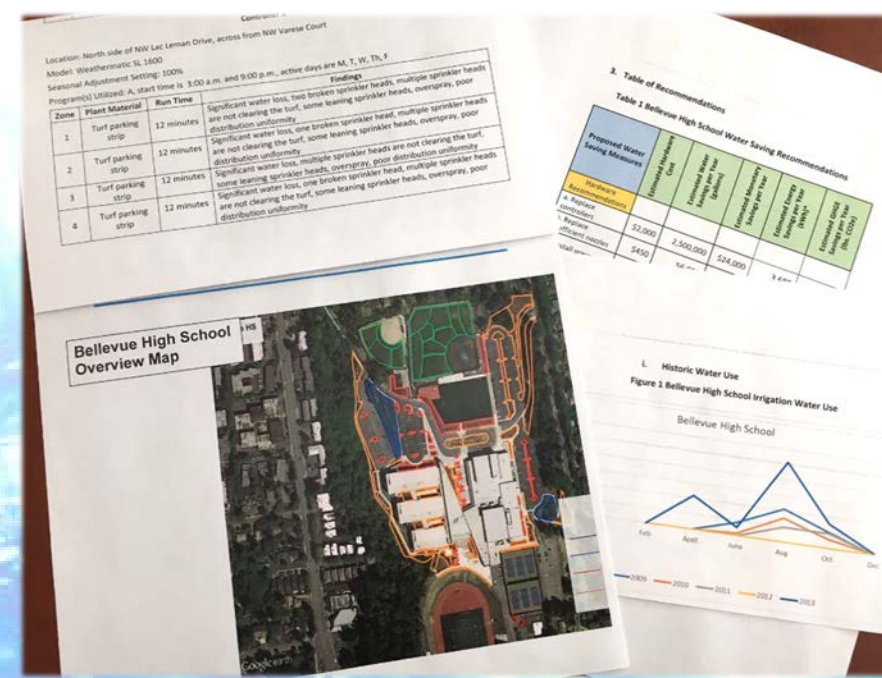 Controller
Location: North side of NW Lac Leman Drive, across from NW Varese Court
Model: Weathermatic SL 1600
Seasonal Adjustment Setting: 100%
Program(s) Utilized: A, start time is 3:00 a.m. and 9:00 p.m., active days are M, T, W, Th, F
Zone Plant Material Run Time Findings
1 Turf parking strip 12 minutes Significant water loss, two broken sprinkler heads, multiple sprinkler heads
are not clearing the turf, some leaning sprinkler heads, overspray, poor
distribution uniformity
2 Turf parking strip 12 minutes Significant water loss, one broken sprinkler head, multiple sprinkler heads
are not clearing the turf, some leaning sprinkler heads, overspray, poor
distribution uniformity
3 Turf parking strip 12 minutes Significant water loss, multiple sprinkler heads are not clearing the turf,
some leaning sprinkler heads, overspray, poor distribution uniformity
4 Turf parking strip 12 minutes Significant water loss, one broken sprinkler head, multiple sprinkler heads
are not clearing the turf, some leaning sprinkler heads, overspray, poor
distribution uniformity
3. Table of Recommendations
Table 1 Bellevue High School Water Saving Recommendations
Proposed Water
Saving Measures
Estimated Hardware
Cost
Estimated Water
Savings per Year
(gallons)
Estimated Monetary
Savings per Year
Estimated Energy
Savings per Year
(kWh)*
Estimated GHGE
Savings per Year
(lbs. CO2e)
Hardware
Recommendations
a. Replace
controllers
$2,000 2,500,000 $24,000
Replace
efficient nozzles
$450
Bellevue High School
Overview Map
HS
Google earth
i. Historic Water Use
Figure 1 Bellevue High School Irrigation Water Use
Bellevue High School
Feb April June Aug Oct Dec
2009 2010 2011 2012 2013